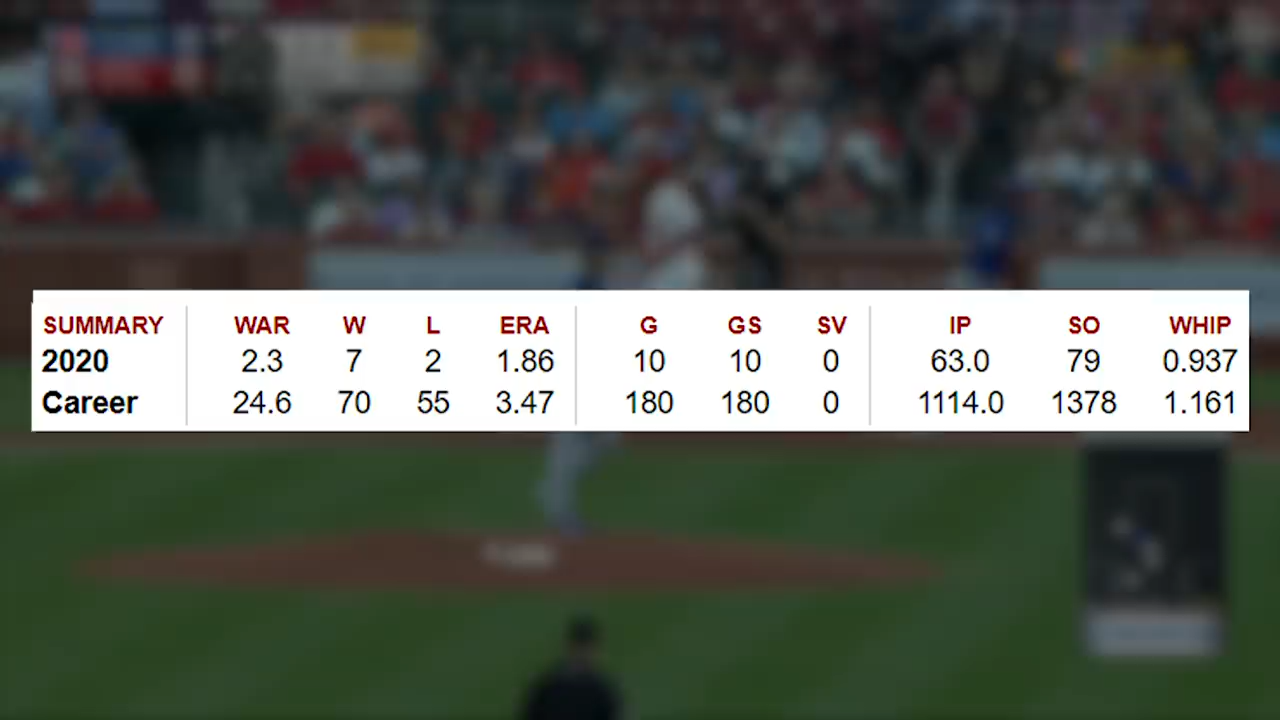 SUMMARY WAR W L ERA G GS SV IP SO WHIP
2020 2.3 7 2 1.86 10 10 0 63.0 79 0.937
Career 24.6 70 55 3.47 180 180 0 1114.0 1378 1.161